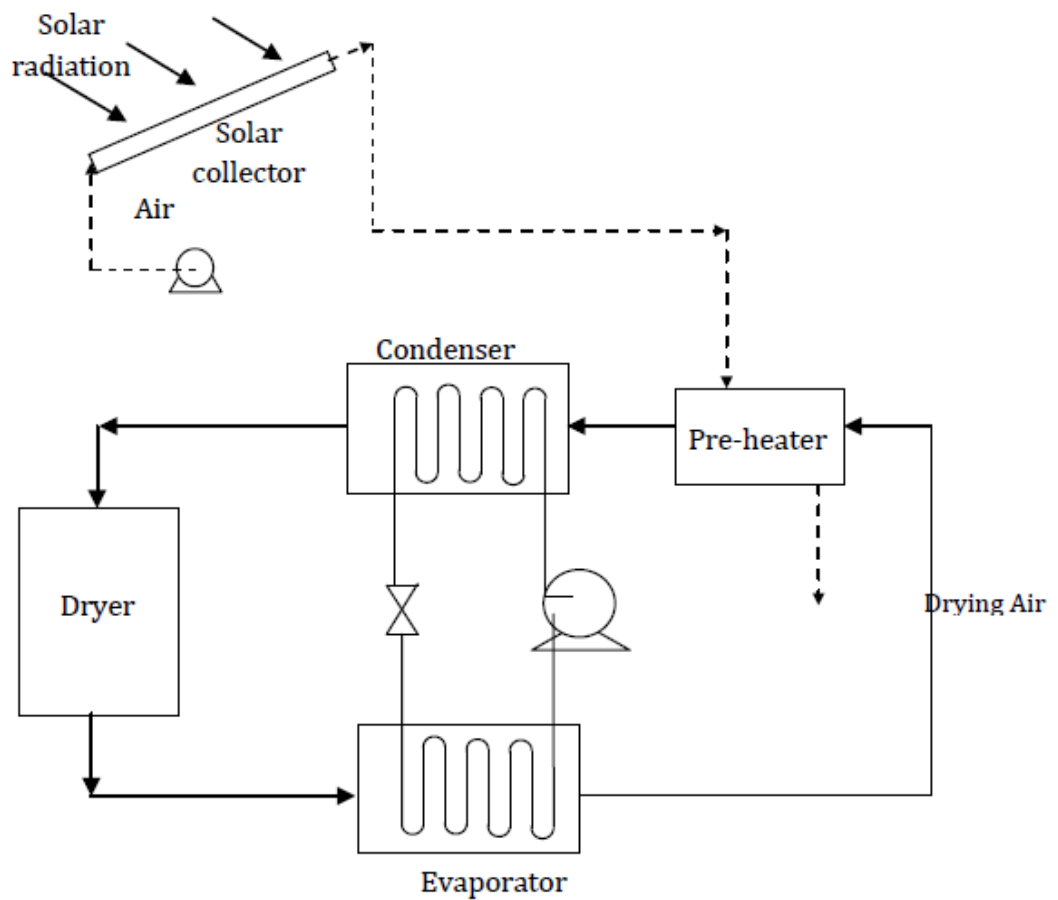 Solar
radiation
Solar
collector
Air
Condenser
Pre-heater
Dryer
Drying Air
Evaporator